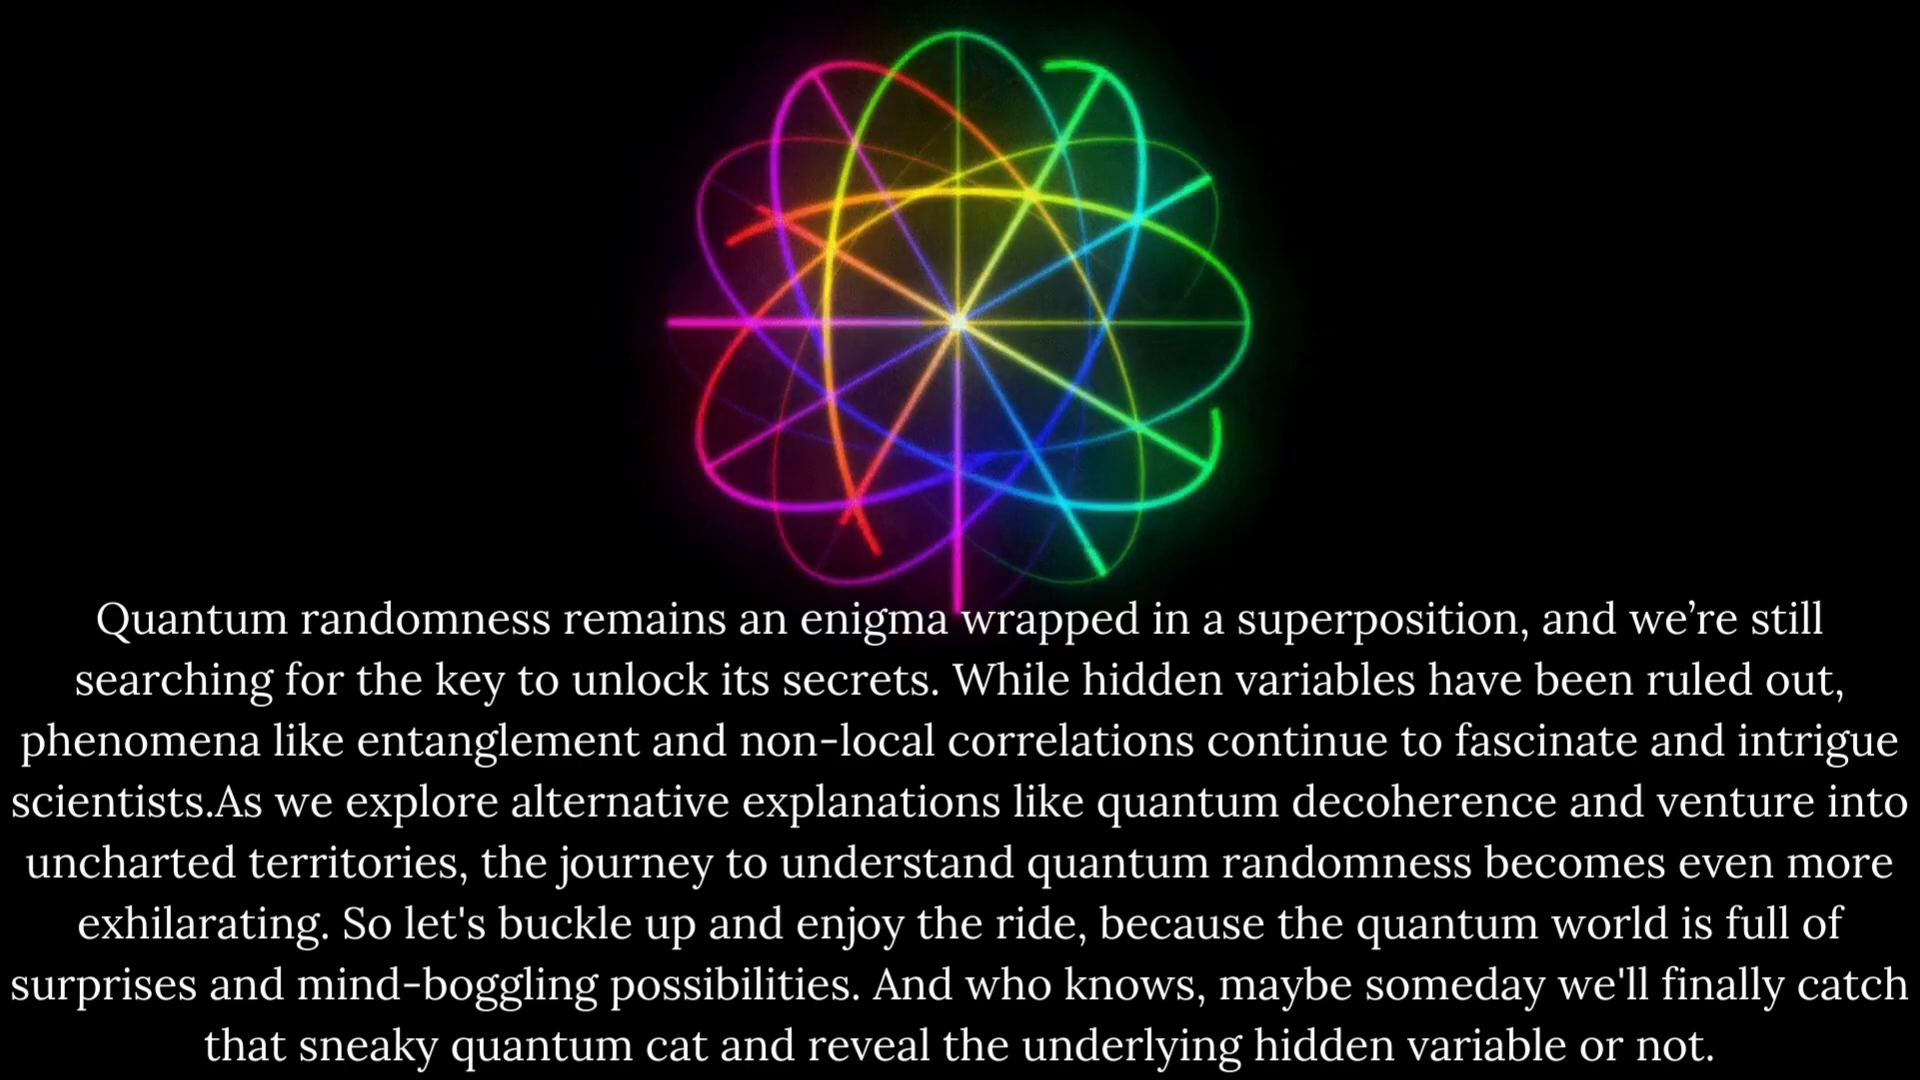 Quantum randomness remains an enigma wrapped in a superposition, and we’re still
searching for the key to unlock its secrets. While hidden variables have been ruled out,
phenomena like entanglement and non-local correlations continue to fascinate and intrigue
scientists.As we explore alternative explanations like quantum decoherence and venture into
uncharted territories, the journey to understand quantum randomness becomes even more
exhilarating. So let's buckle up and enjoy the ride, because the quantum world is full of
surprises and mind-boggling possibilities. And who knows, maybe someday we'll finally catch
that sneaky quantum cat and reveal the underlying hidden variable or not.